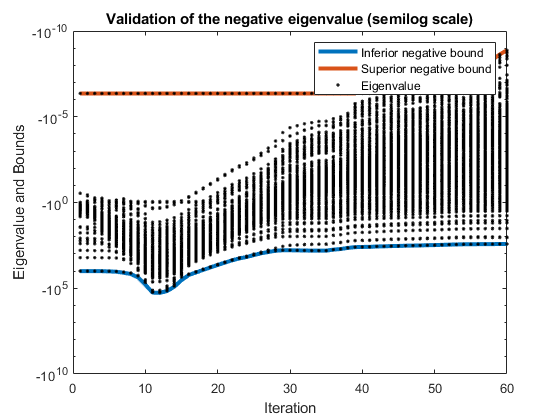 Validation of the negative eigenvalue (semilog scale)
-10^-10
Inferior negative bound
Superior negative bound
Eigenvalue
-10^-5
-10^0
-10^5
-10^10
Eigenvalue and Bounds
0 10 20 30 40 50 60
Iteration